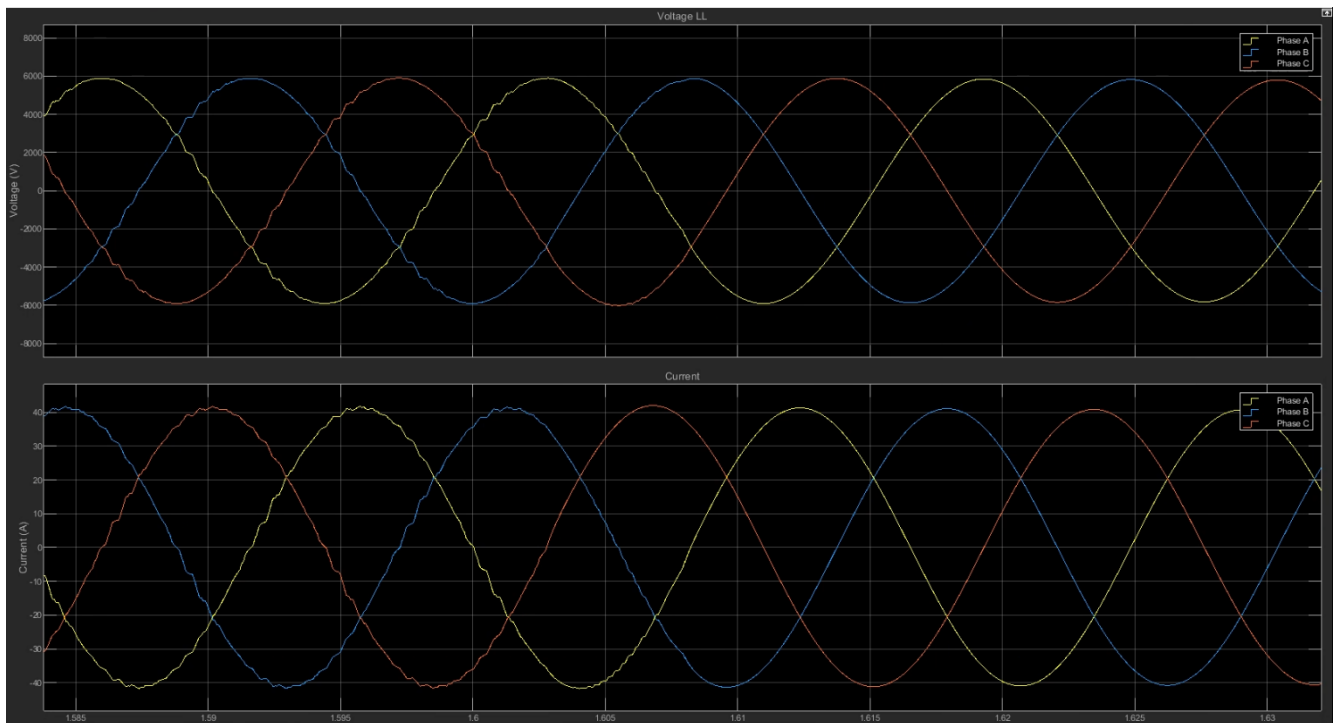 Voltage LL
Phase A
Phase B
Phase C
8000
6000
4000
2000
0
-2000
-4000
-6000
-8000
Voltage (V)
Current
Phase A
Phase B
Phase C
40
30
20
10
0
-10
-20
-30
-40
Current (A)
1.585
1.59
1.595
1.6
1.605
1.61
1.615
1.62
1.625
1.63